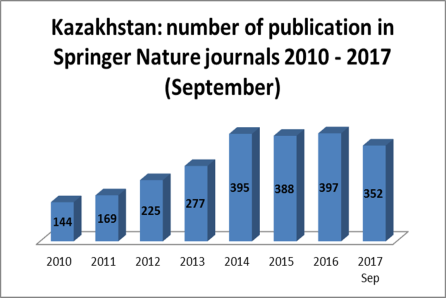 Kazakhstan: number of publication in
Springer Nature journals 2010 - 2017
(September)
144 169 225 277 395 388 397 352
2010 2011 2012 2013 2014 2015 2016 2017
Sep